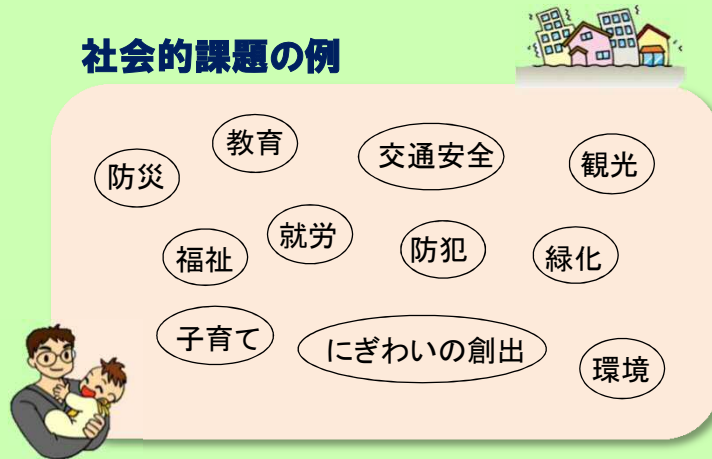 社会的課題の例
教育
交通安全
観光
防災
就労
防犯
緑化
福祉
子育て
にぎわいの創出
環境